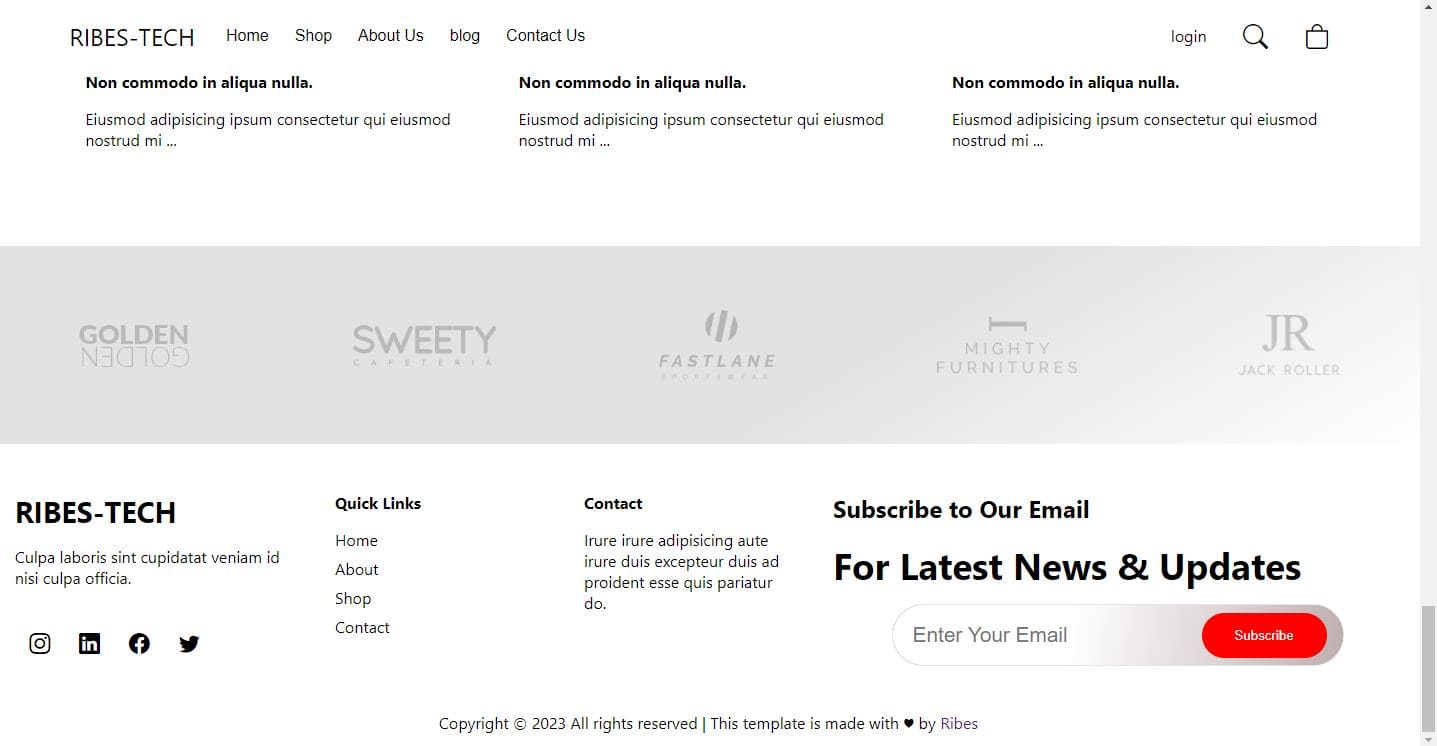 RIBES-TECH Home Shop About Us blog Contact Us login
Non commodo in aliqua nulla. Non commodo in aliqua nulla. Non commodo in aliqua nulla.
Eiusmod adipisicing ipsum consectetur qui eiusmod
nostrud mi ...
Eiusmod adipisicing ipsum consectetur qui eiusmod
nostrud mi ...
Eiusmod adipisicing ipsum consectetur qui eiusmod
nostrud mi ...
GOLDEN
GOLDEN
SWEETY
CAFETERIA
FASTLANE
SPORTSWEAR
MIGHTY
FURNITURES
JR
JACK ROLLER
RIBES-TECH
Culpa laboris sint cupidatat veniam id
nisi culpa officia.
Quick Links
Home
About
Shop
Contact
Contact
Irure irure adipisicing aute
irure duis excepteur duis ad
proident esse quis pariatur
do.
Subscribe to Our Email
For Latest News & Updates
Enter Your Email Subscribe
Copyright © 2023 All rights reserved | This template is made with ♥ by Ribes